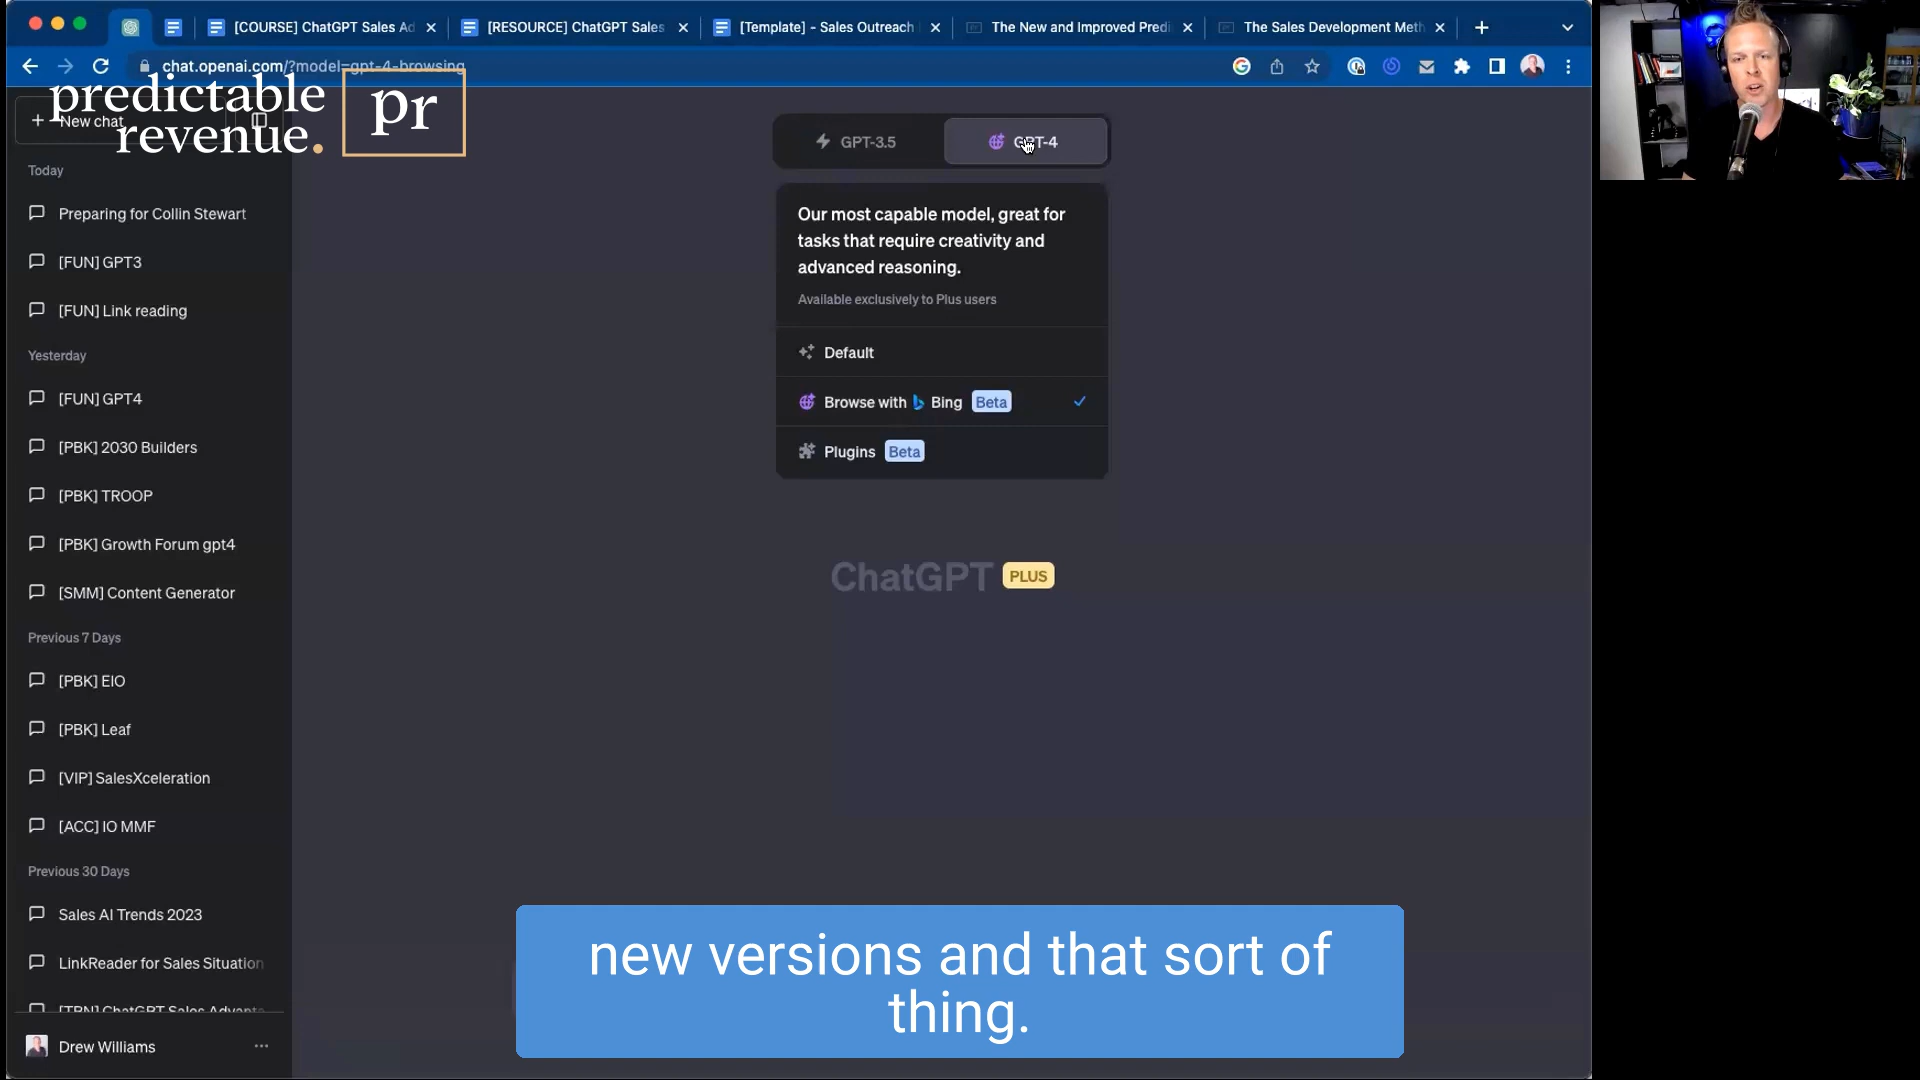 [COURSE] ChatGPT Sales Ad
[RESOURCE] ChatGPT Sales
[Template] - Sales Outreach
The New and Improved Predi
The Sales Development Meth
chat.openai.com/?model=gpt-4-browsing
predictable
revenue.
pr
New chat
Today
Preparing for Collin Stewart
[FUN] GPT3
[FUN] Link reading
Yesterday
[FUN] GPT4
[PBK] 2030 Builders
[PBK] TROOP
[PBK] Growth Forum gpt4
[SMM] Content Generator
Previous 7 Days
[PBK] EIO
[PBK] Leaf
[VIP] SalesXceleration
[ACC] IO MMF
Previous 30 Days
Sales AI Trends 2023
LinkReader for Sales Situation
[TRN] ChatGPT Sales Advanta
Drew Williams
GPT-3.5
GPT-4
Our most capable model, great for
tasks that require creativity and
advanced reasoning.
Available exclusively to Plus users
Default
Browse with Bing Beta
Plugins Beta
ChatGPT PLUS
new versions and that sort of
thing.